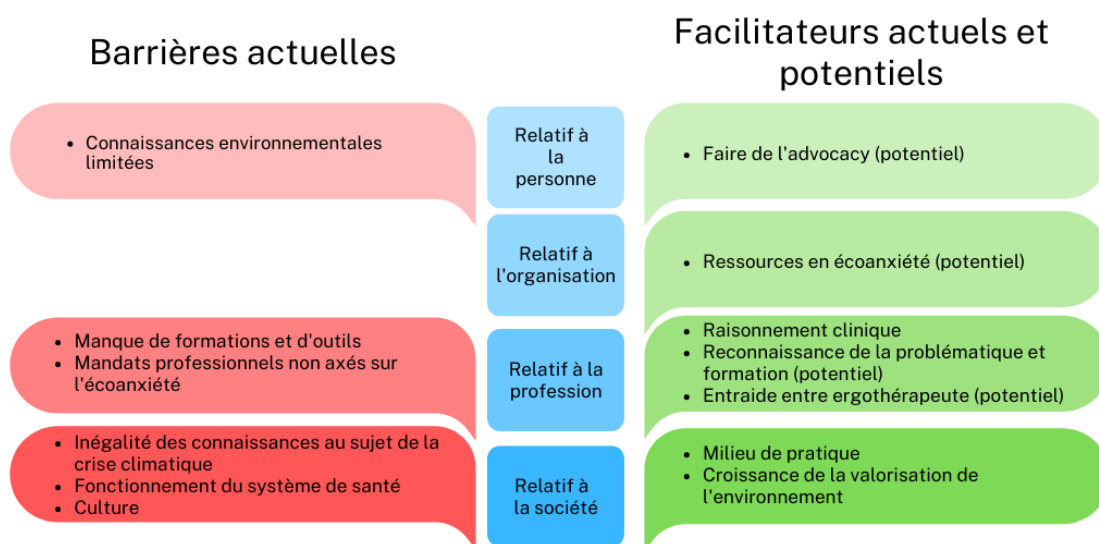 Barrières actuelles
Facilitateurs actuels et
potentiels
• Connaissances environnementales
limitées
Relatif à
la
personne
• Faire de l'advocacy (potentiel)
Relatif à
l'organisation
• Ressources en écoanxiété (potentiel)
• Manque de formations et d'outils
• Mandats professionnels non axés sur
l'écoanxiété
Relatif à la
profession
• Raisonnement clinique
• Reconnaissance de la problématique et
formation (potentiel)
• Entraide entre ergothérapeute (potentiel)
• Inégalité des connaissances au sujet de la
crise climatique
• Fonctionnement du système de santé
• Culture
Relatif à
la société
• Milieu de pratique
• Croissance de la valorisation de
l'environnement